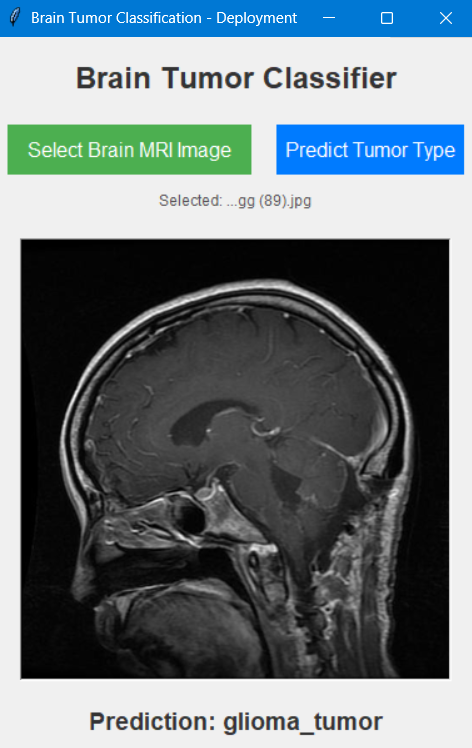 Brain Tumor Classification - Deployment
Brain Tumor Classifier
Select Brain MRI Image
Predict Tumor Type
Selected: ...gg (89).jpg
Prediction: glioma_tumor